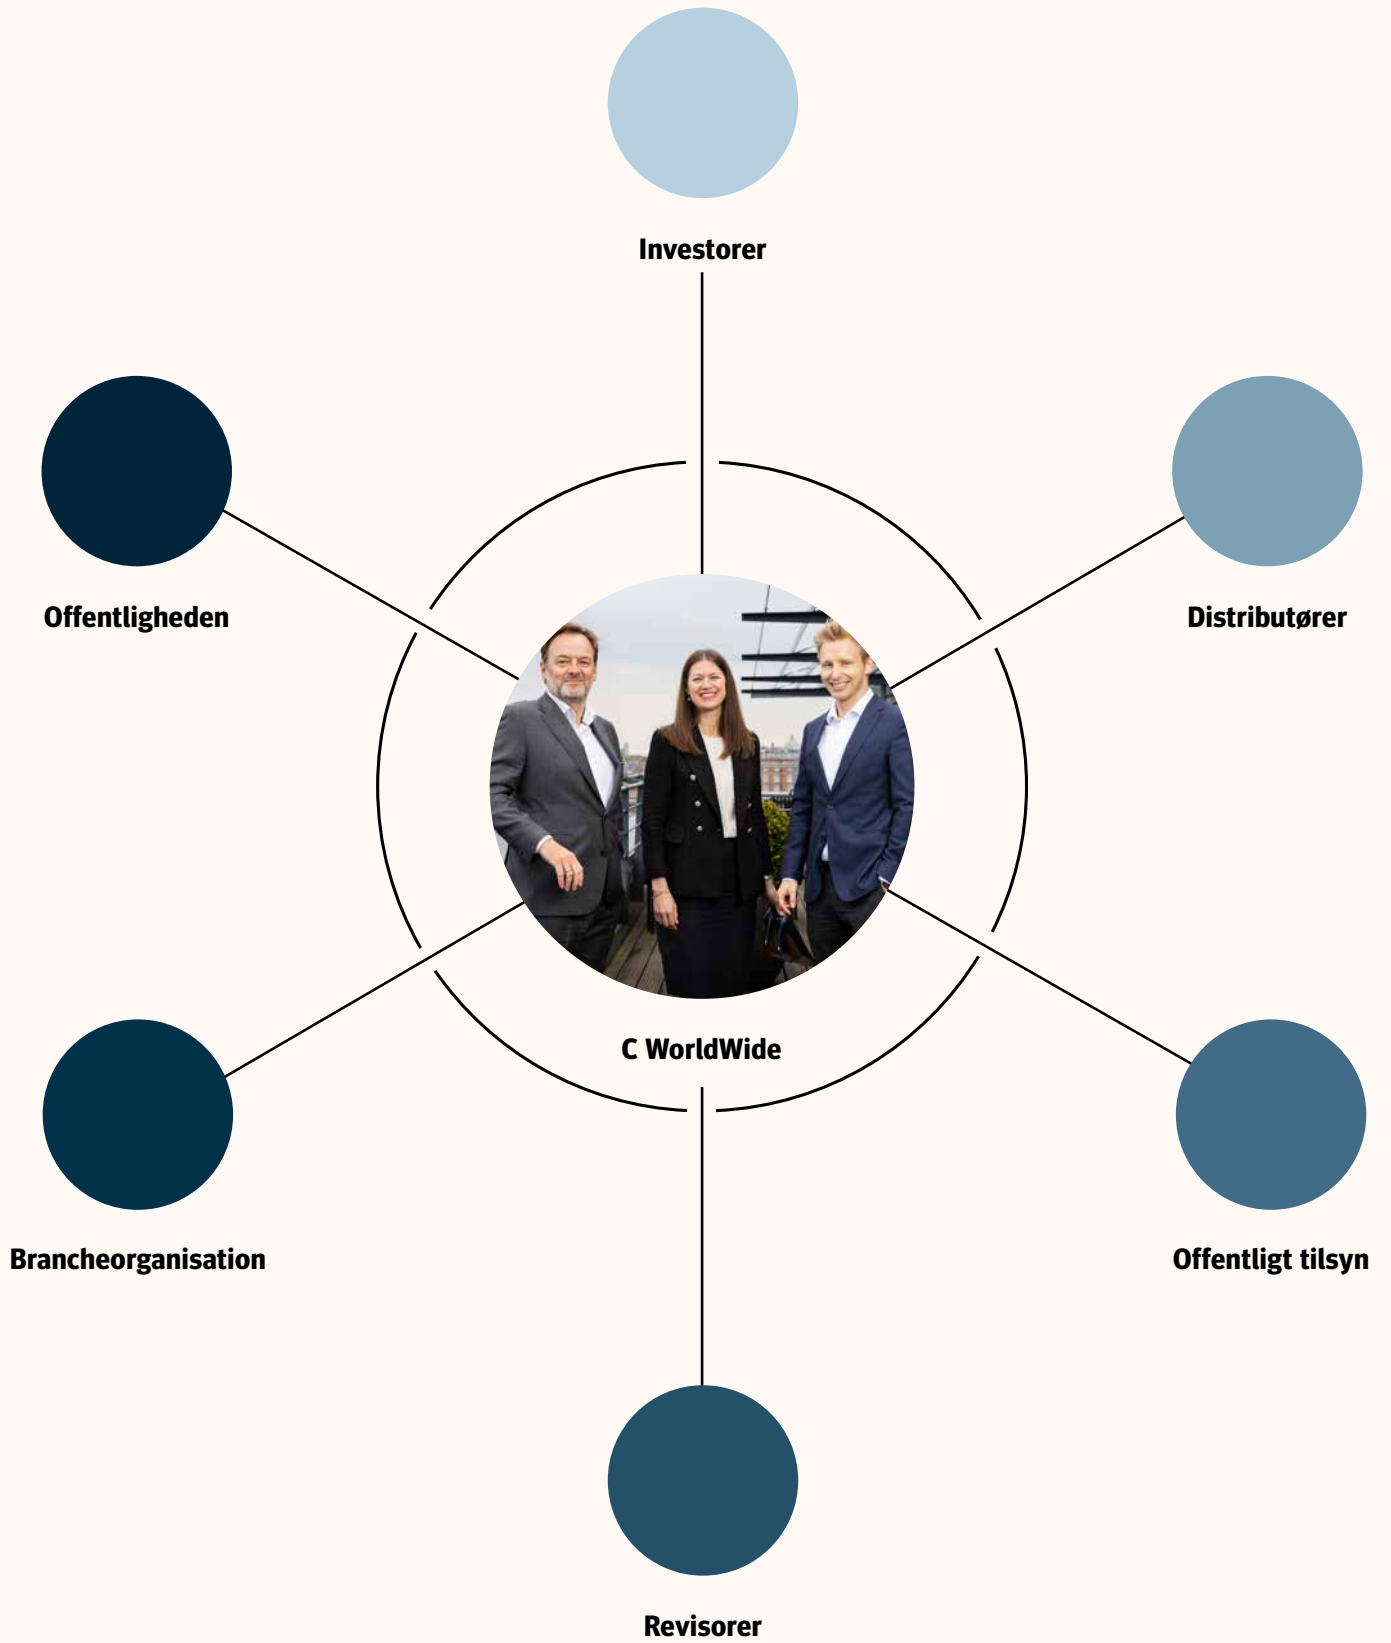 Investorer
Offentligheden
Distributører
C WorldWide
Brancheorganisation
Offentligt tilsyn
Revisorer